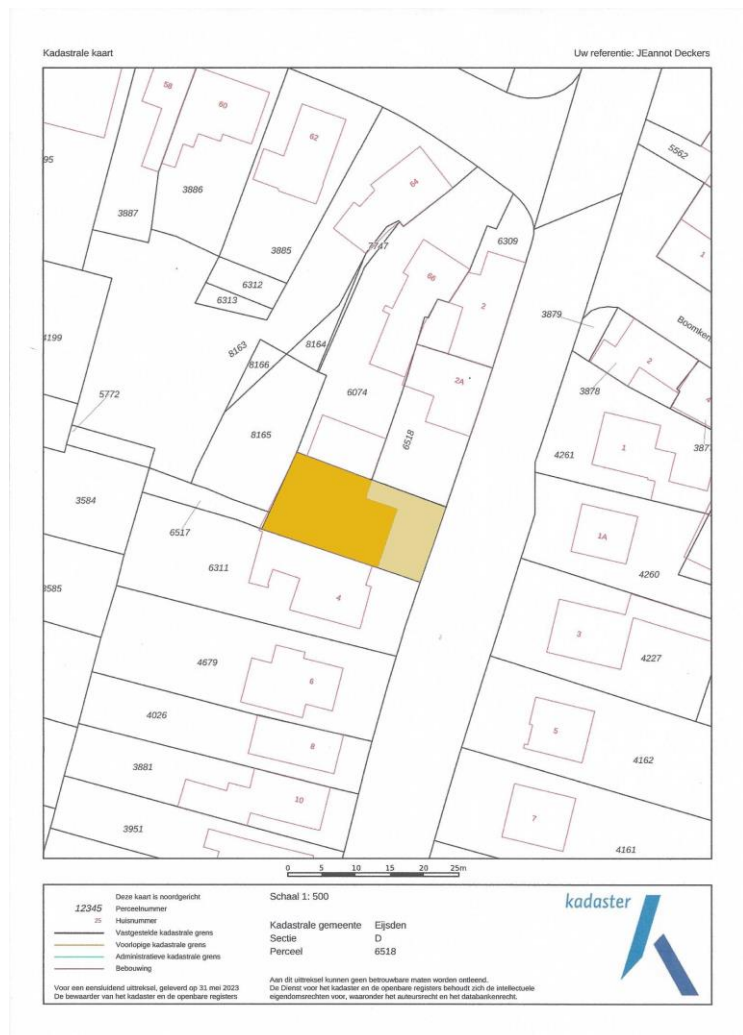 Kadastrale kaart Uw referentie: JEannot Deckers
58
60
62
5562
95
3886
64
3887
6309
3885
7747
1
66
6312
2
6313
3879
Boomken
4199
8163
8164
2
8166
2A
3878
4
5772
6074
8165
6518
4261
1
387
3584
6517
1A
6311
4260
3585
4
3
4227
4679
6
4026
5
8
4162
3881
10
7
3951
4161
0 5 10 15 20 25m
Deze kaart is noordgericht
12345 Perceelnummer
25 Huisnummer
Vastgestelde kadastrale grens
Voorlopige kadastrale grens
Administratieve kadastrale grens
Bebouwing
Voor een eensluidend uittreksel, geleverd op 31 mei 2023
De bewaarder van het kadaster en de openbare registers
Schaal 1: 500
Kadastrale gemeente Eijsden
Sectie D
Perceel 6518
Aan dit uittreksel kunnen geen betrouwbare maten worden ontleend.
De Dienst voor het kadaster en de openbare registers behoudt zich de intellectuele
eigendomsrechten voor, waaronder het auteursrecht en het databankenrecht.
kadaster